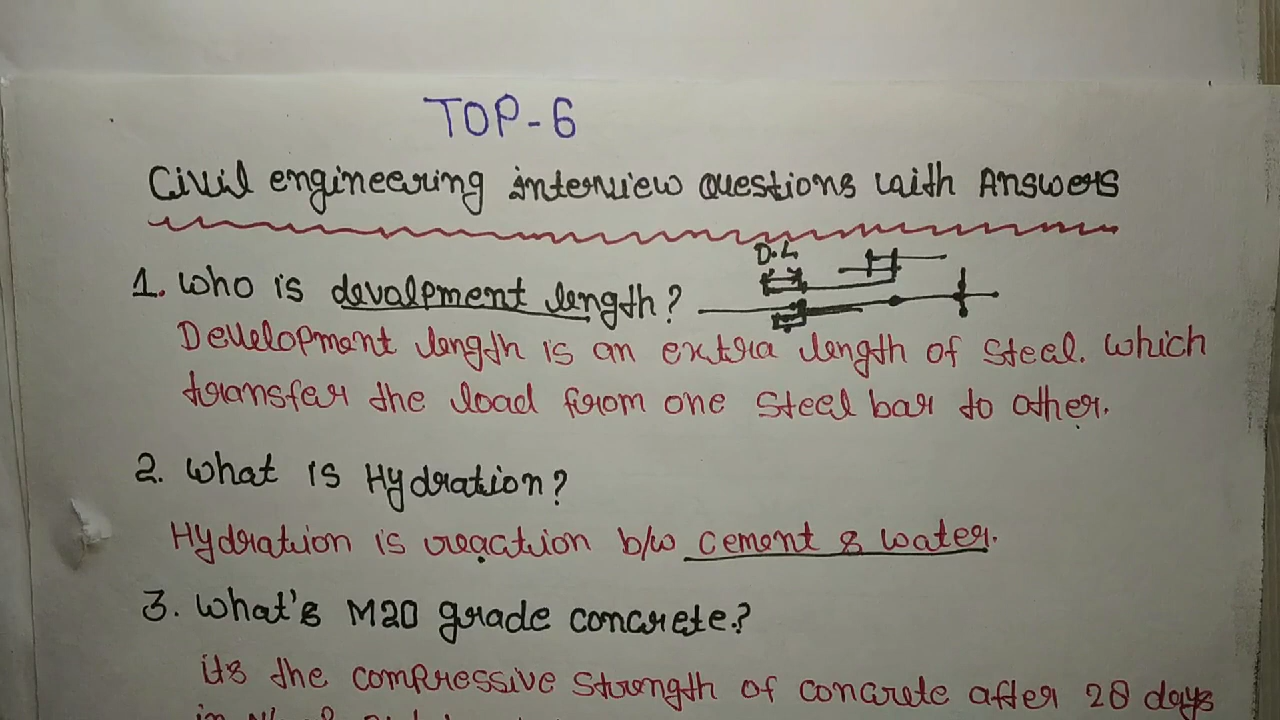 TOP-6
Civil engineering interview questions with Answers
D.L
1. Who is devalpment length?
Development length is an extra length of steal. which
transfer the load from one steel bar to other.
2. What is Hydration?
Hydration is reaction b/w cement & water.
3. What's M20 grade concrete?
its the compressive strength of concrete after 28 days
in